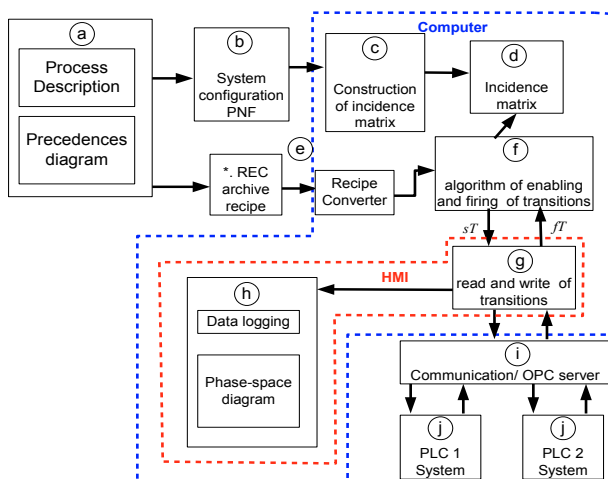 a
Process
Description
Precedences
diagram
b
System
configuration
PNF
Computer
c
Construction
of incidence
matrix
d
Incidence
matrix
e
*. REC
archive
recipe
Recipe
Converter
f
algorithm of enabling
and firing of transitions
sT
fT
HMI
g
read and write of
transitions
h
Data logging
Phase-space
diagram
i
Communication/ OPC server
j
PLC 1
System
j
PLC 2
System